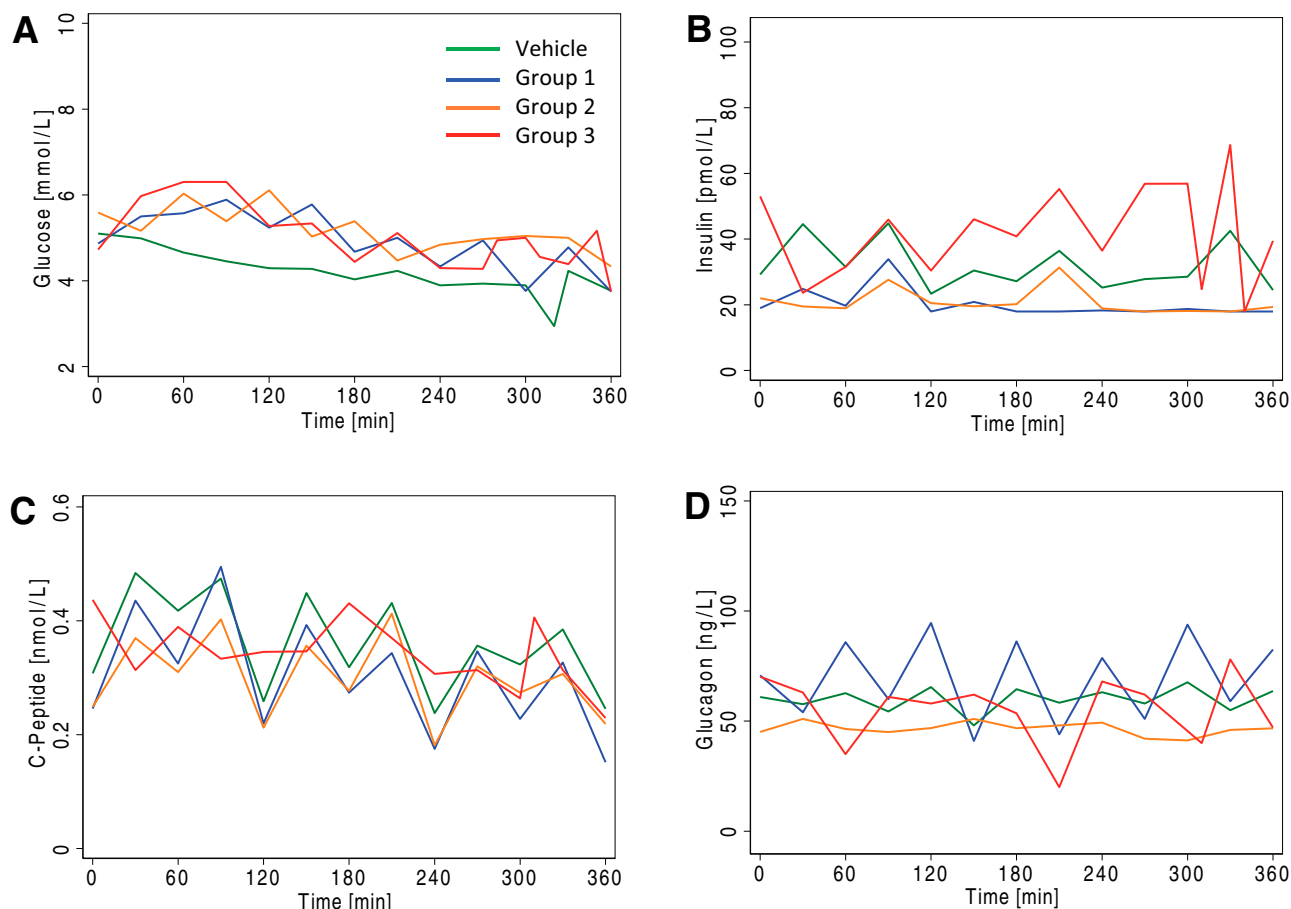 A
Glucose [mmol/L]
10
8
6
4
2
Vehicle
Group 1
Group 2
Group 3
0 60 120 180 240 300 360
Time [min]
B
Insulin [pmol/L]
100
80
60
40
20
0
0 60 120 180 240 300 360
Time [min]
C
C-Peptide [nmol/L]
0.6
0.4
0.2
0
0 60 120 180 240 300 360
Time [min]
D
Glucagon [ng/L]
150
100
50
0
0 60 120 180 240 300 360
Time [min]